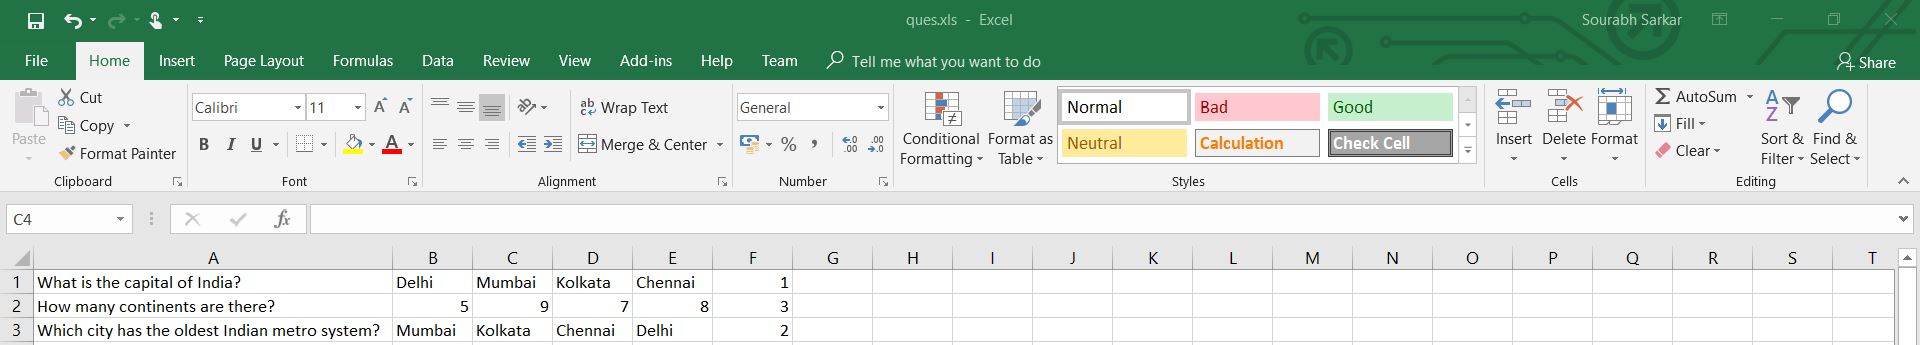 ques.xls - Excel
Sourabh Sarkar
File Home Insert Page Layout Formulas Data Review View Add-ins Help Team Tell me what you want to do Share
Paste
Cut
Copy
Format Painter
Clipboard
Calibri 11
B I U
Font
Wrap Text
Merge & Center
Alignment
General
Number
Conditional Formatting
Format as Table
Normal Bad Good
Neutral Calculation Check Cell
Styles
Insert Delete Format
Cells
AutoSum
Fill
Clear
Sort & Filter
Find & Select
Editing
C4 fx
A B C D E F G H I J K L M N O P Q R S T
1 What is the capital of India? Delhi Mumbai Kolkata Chennai 1
2 How many continents are there? 5 9 7 8 3
3 Which city has the oldest Indian metro system? Mumbai Kolkata Chennai Delhi 2